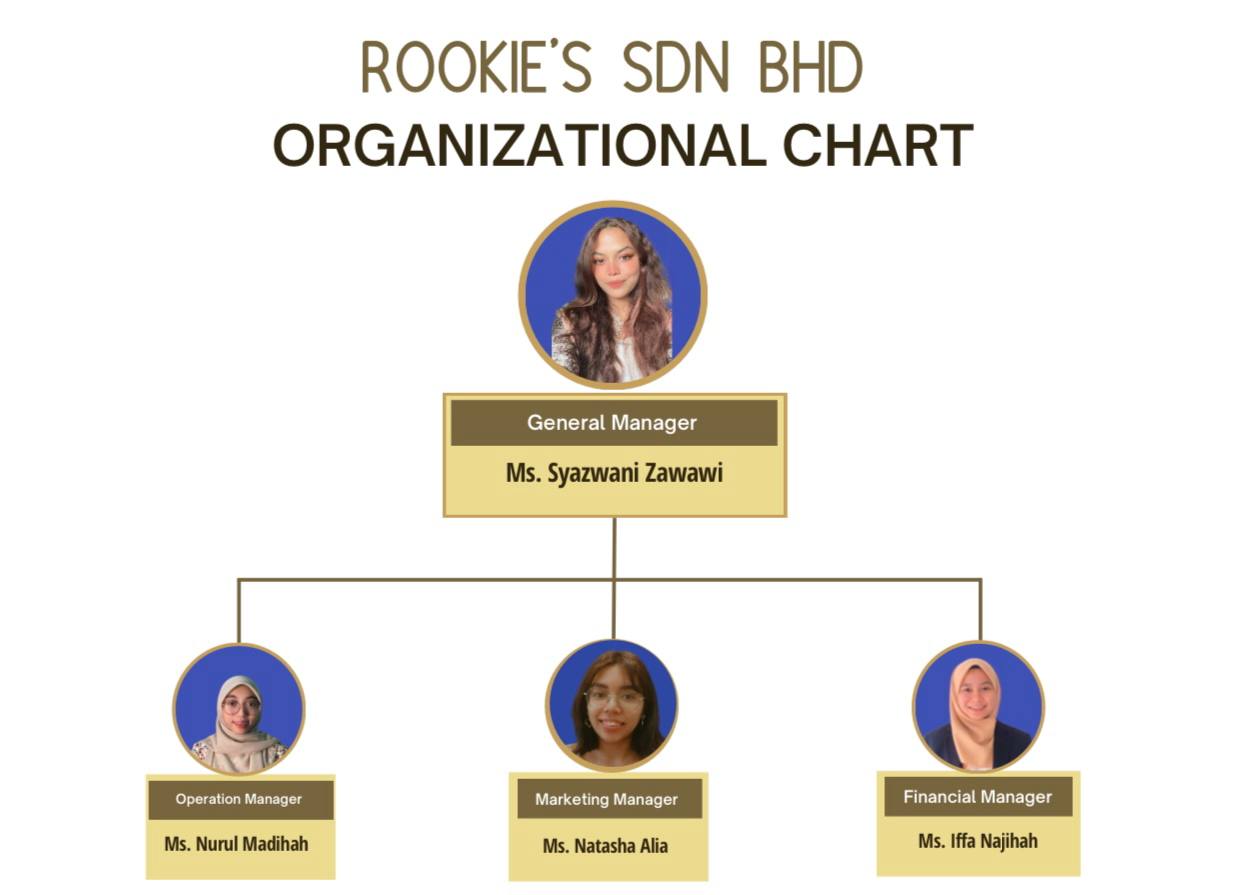 ROOKIE'S SDN BHD
ORGANIZATIONAL CHART
General Manager
Ms. Syazwani Zawawi
Operation Manager
Ms. Nurul Madihah
Marketing Manager
Ms. Natasha Alia
Financial Manager
Ms. Iffa Najihah